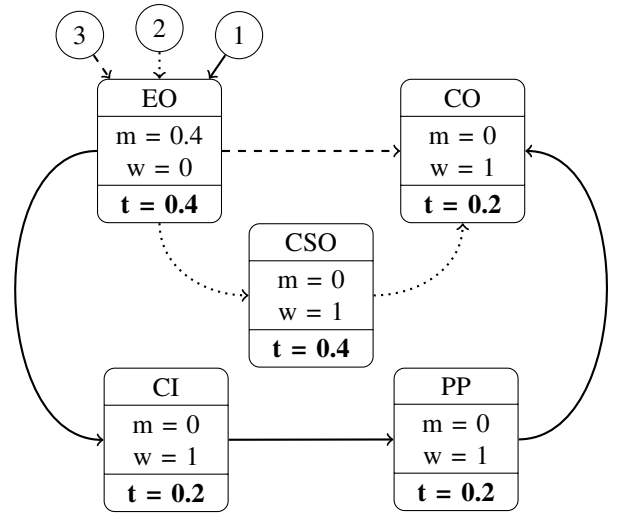 3
2
1
EO
m = 0.4
w = 0
t = 0.4
CO
m = 0
w = 1
t = 0.2
CSO
m = 0
w = 1
t = 0.4
CI
m = 0
w = 1
t = 0.2
PP
m = 0
w = 1
t = 0.2